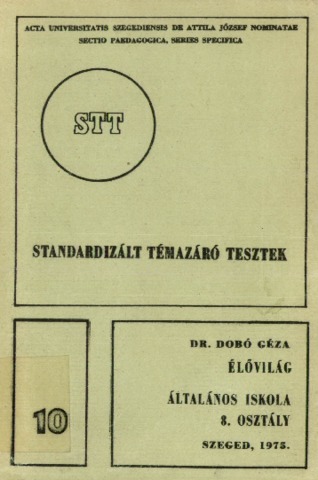 ACTA UNIVERSITATIS SZEGEDIENSIS DE ATTILA JÓZSEF NOMINATAE
SECTIO PAEDAGOGICA, SERIES SPECIFICA
STT
STANDARDIZÁLT TÉMAZÁRÓ TESZTEK
10
DR. DOBÓ GÉZA
ÉLŐVILÁG
ÁLTALÁNOS ISKOLA
8. OSZTÁLY
SZEGED, 1975.